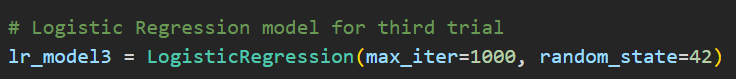 # Logistic Regression model for third trial
lr_model3 = LogisticRegression(max_iter=1000, random_state=42)